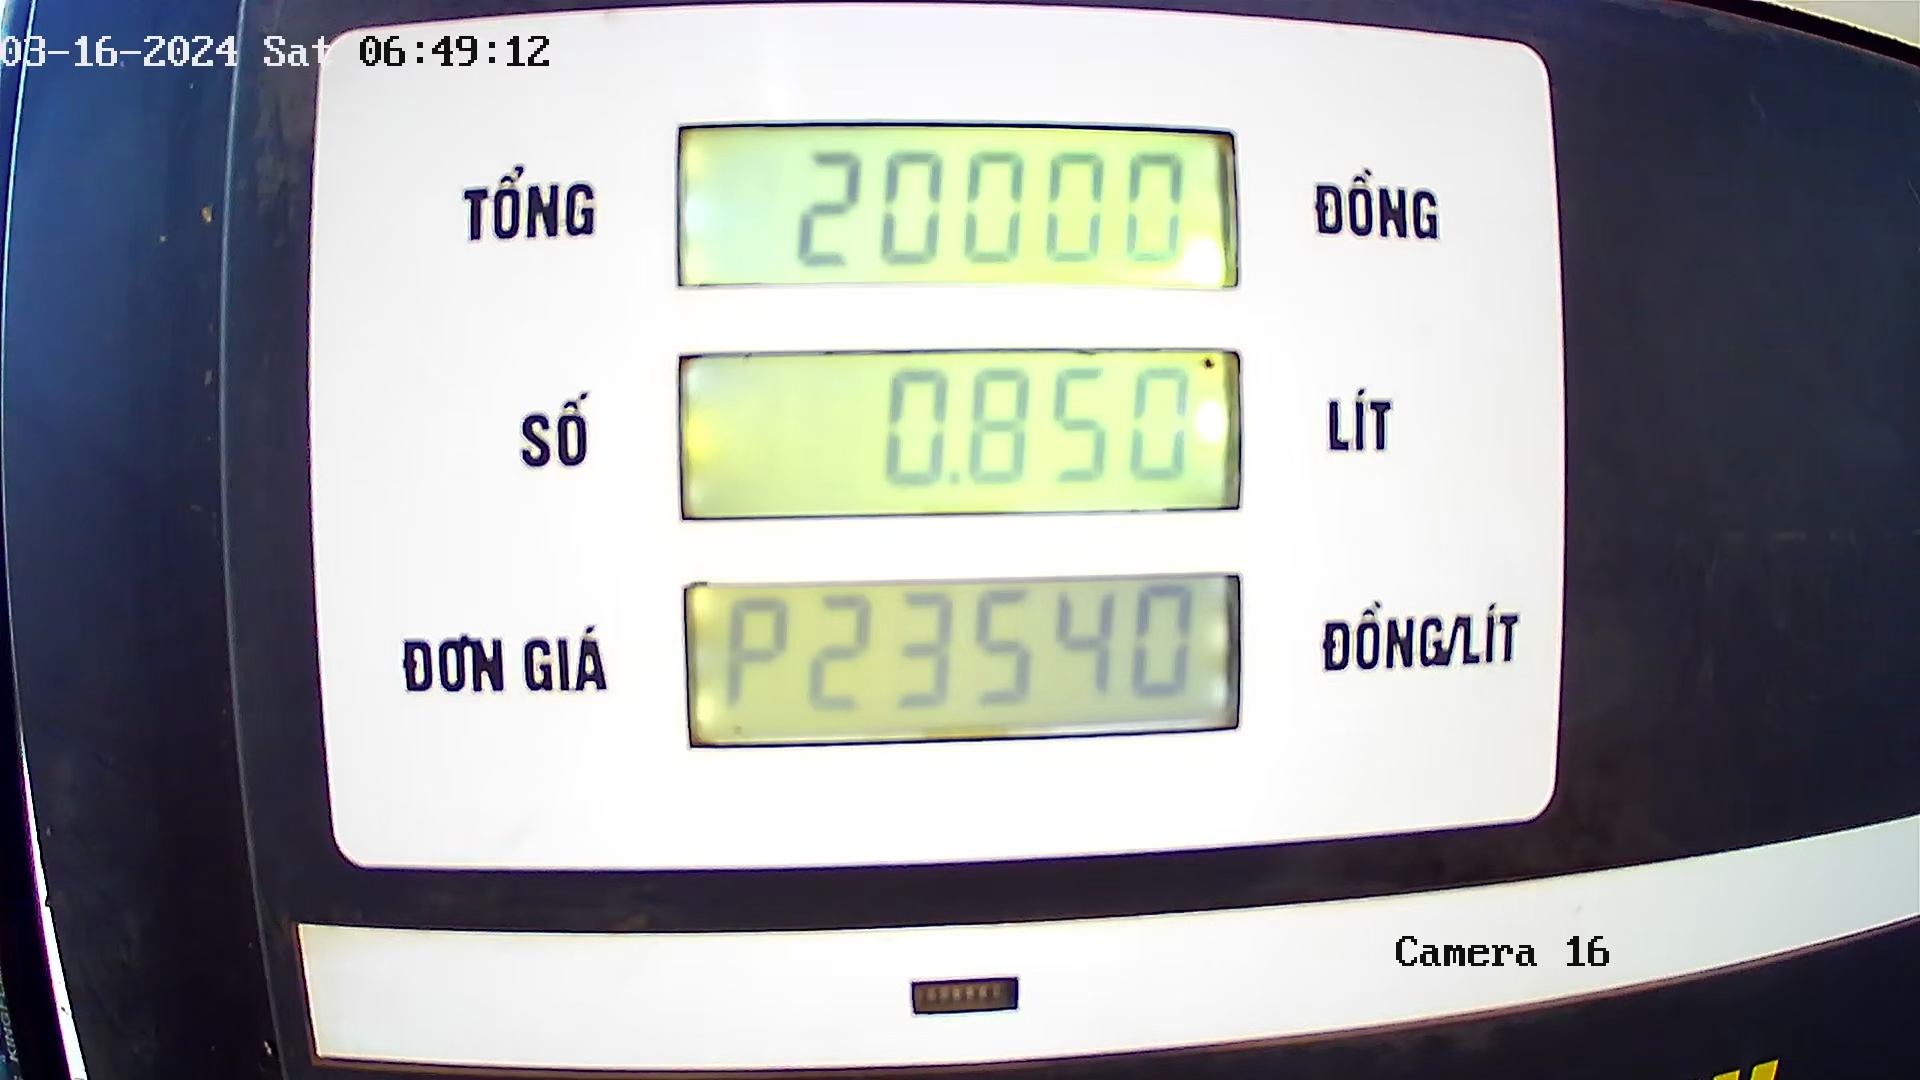 03-16-2024 Sat 06:49:12
TỔNG 20000 ĐỒNG
SỐ 0.850 LÍT
ĐƠN GIÁ P23540 ĐỒNG/LÍT
Camera 16